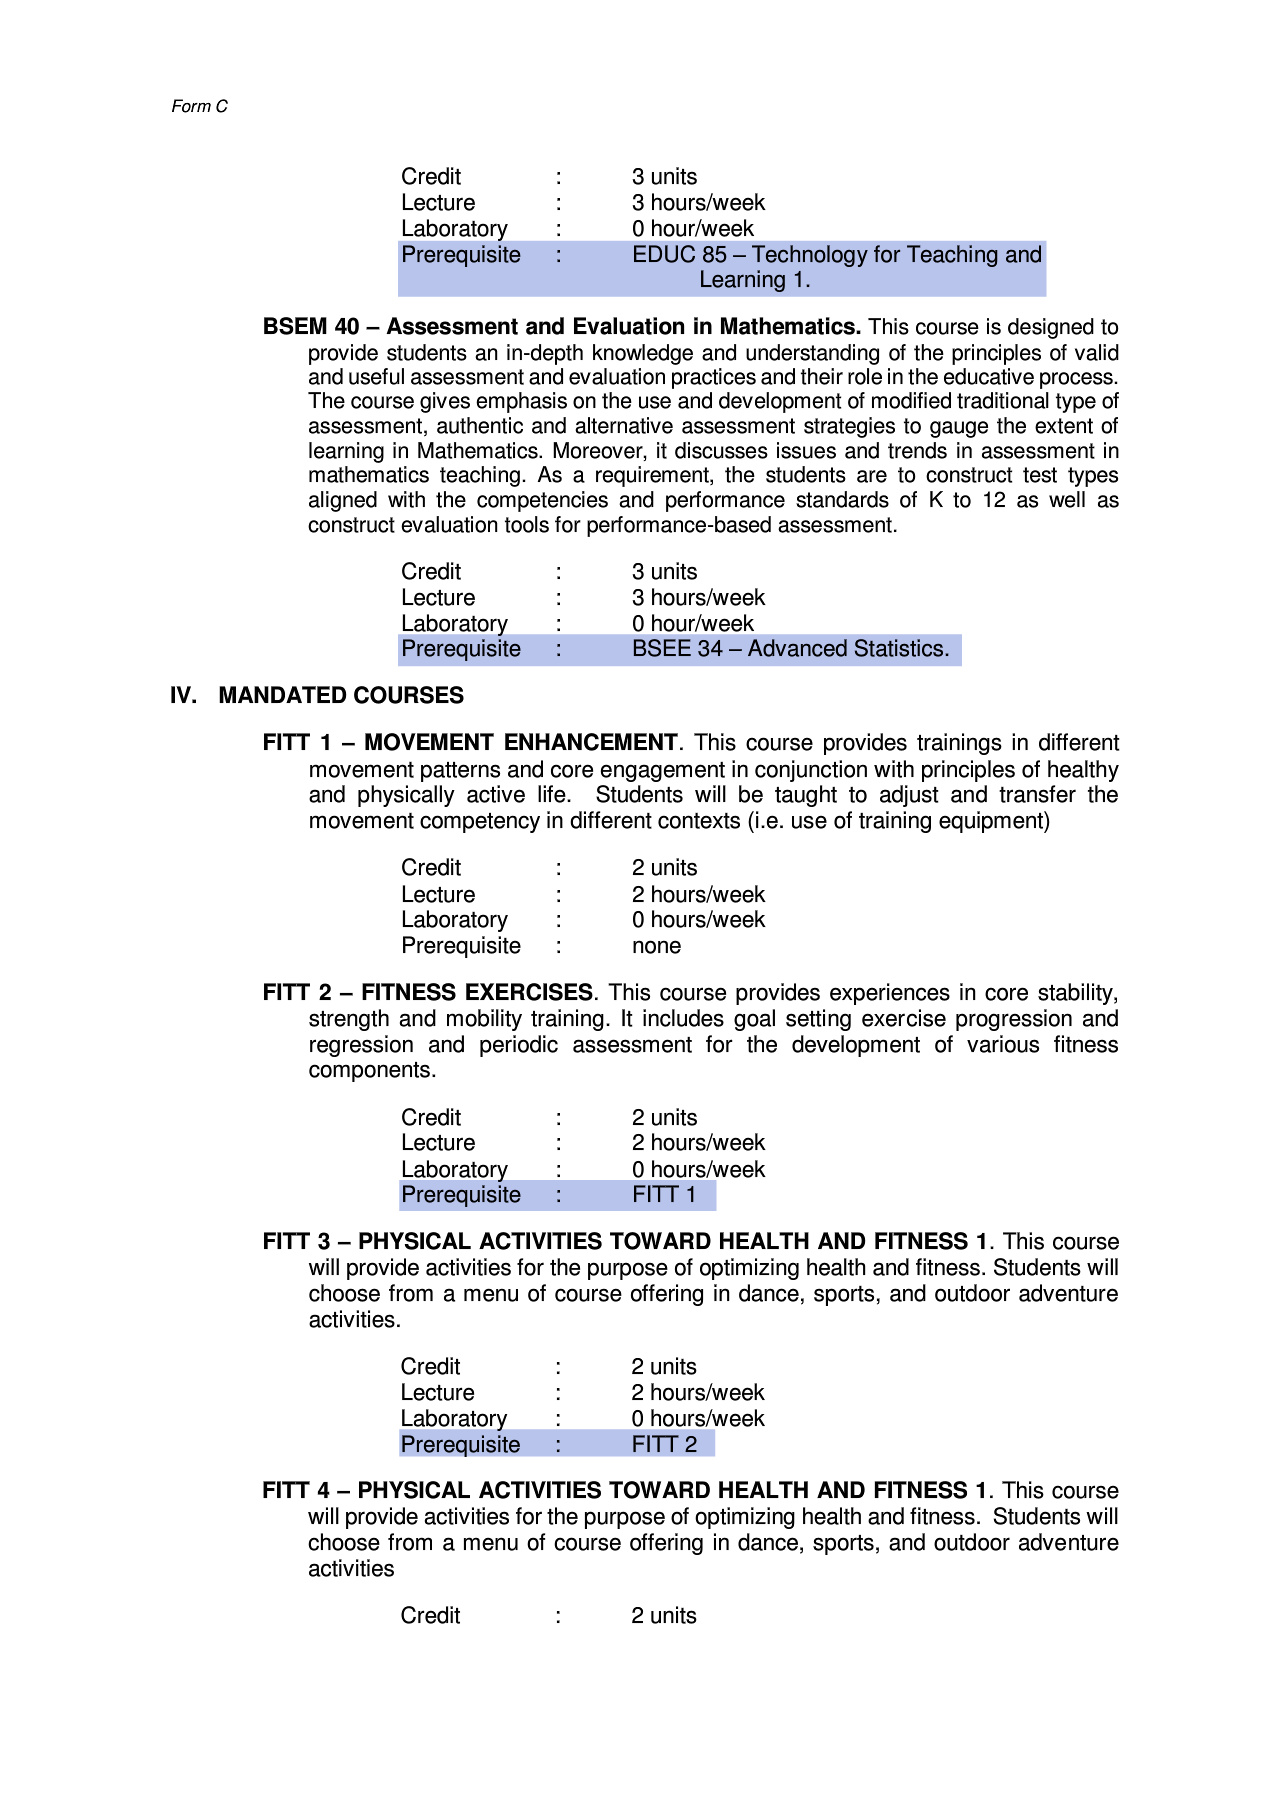 Form C
Credit : 3 units
Lecture : 3 hours/week
Laboratory : 0 hour/week
Prerequisite : EDUC 85 – Technology for Teaching and
Learning 1.
BSEM 40 – Assessment and Evaluation in Mathematics. This course is designed to
provide students an in-depth knowledge and understanding of the principles of valid
and useful assessment and evaluation practices and their role in the educative process.
The course gives emphasis on the use and development of modified traditional type of
assessment, authentic and alternative assessment strategies to gauge the extent of
learning in Mathematics. Moreover, it discusses issues and trends in assessment in
mathematics teaching. As a requirement, the students are to construct test types
aligned with the competencies and performance standards of K to 12 as well as
construct evaluation tools for performance-based assessment.
Credit : 3 units
Lecture : 3 hours/week
Laboratory : 0 hour/week
Prerequisite : BSEE 34 – Advanced Statistics.
IV. MANDATED COURSES
FITT 1 – MOVEMENT ENHANCEMENT. This course provides trainings in different
movement patterns and core engagement in conjunction with principles of healthy
and physically active life. Students will be taught to adjust and transfer the
movement competency in different contexts (i.e. use of training equipment)
Credit : 2 units
Lecture : 2 hours/week
Laboratory : 0 hours/week
Prerequisite : none
FITT 2 – FITNESS EXERCISES. This course provides experiences in core stability,
strength and mobility training. It includes goal setting exercise progression and
regression and periodic assessment for the development of various fitness
components.
Credit : 2 units
Lecture : 2 hours/week
Laboratory : 0 hours/week
Prerequisite : FITT 1
FITT 3 – PHYSICAL ACTIVITIES TOWARD HEALTH AND FITNESS 1. This course
will provide activities for the purpose of optimizing health and fitness. Students will
choose from a menu of course offering in dance, sports, and outdoor adventure
activities.
Credit : 2 units
Lecture : 2 hours/week
Laboratory : 0 hours/week
Prerequisite : FITT 2
FITT 4 – PHYSICAL ACTIVITIES TOWARD HEALTH AND FITNESS 1. This course
will provide activities for the purpose of optimizing health and fitness. Students will
choose from a menu of course offering in dance, sports, and outdoor adventure
activities
Credit : 2 units